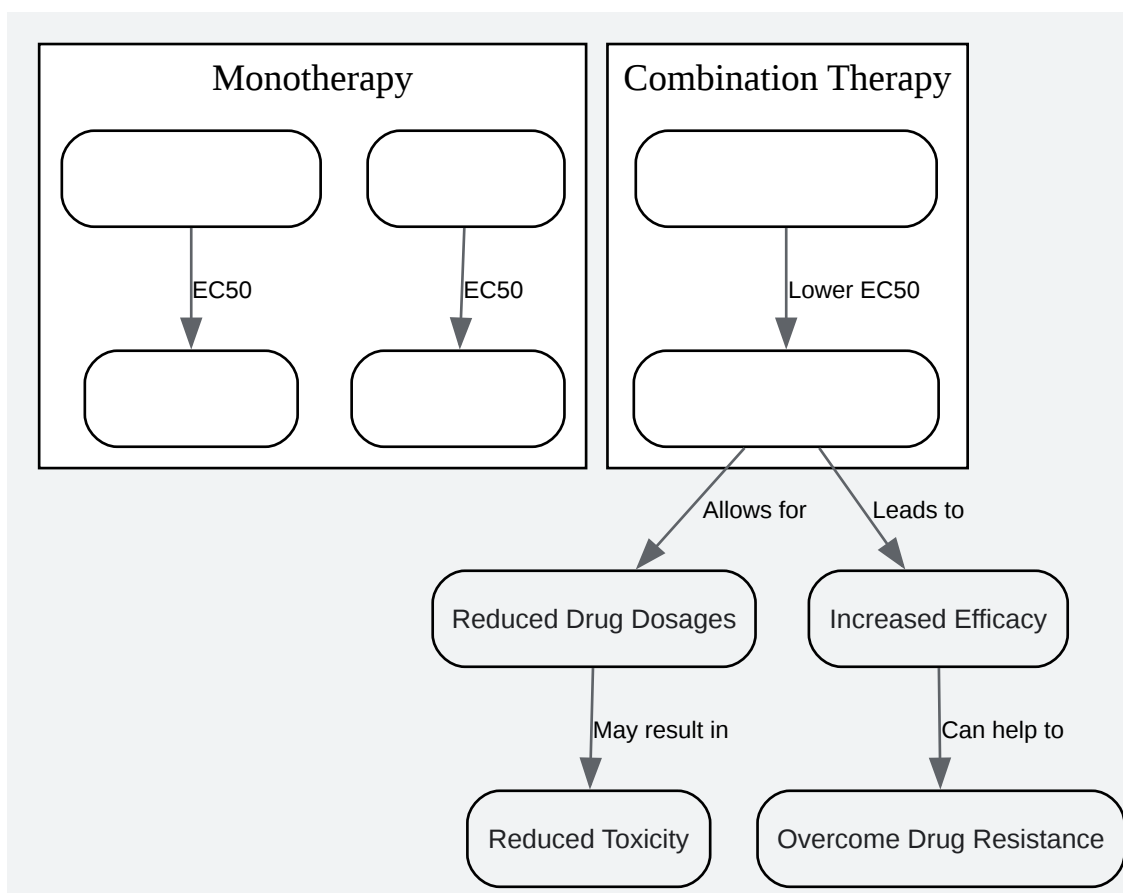 Monotherapy
Combination Therapy
EC50
EC50
Lower EC50
Allows for
Leads to
Reduced Drug Dosages
Increased Efficacy
May result in
Can help to
Reduced Toxicity
Overcome Drug Resistance